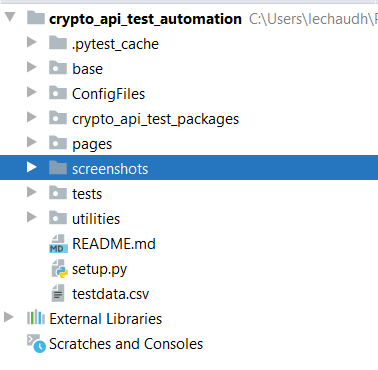 crypto_api_test_automation C:\Users\lechaudh\P
.pytest_cache
base
ConfigFiles
crypto_api_test_packages
pages
screenshots
tests
utilities
MD README.md
setup.py
testdata.csv
External Libraries
Scratches and Consoles